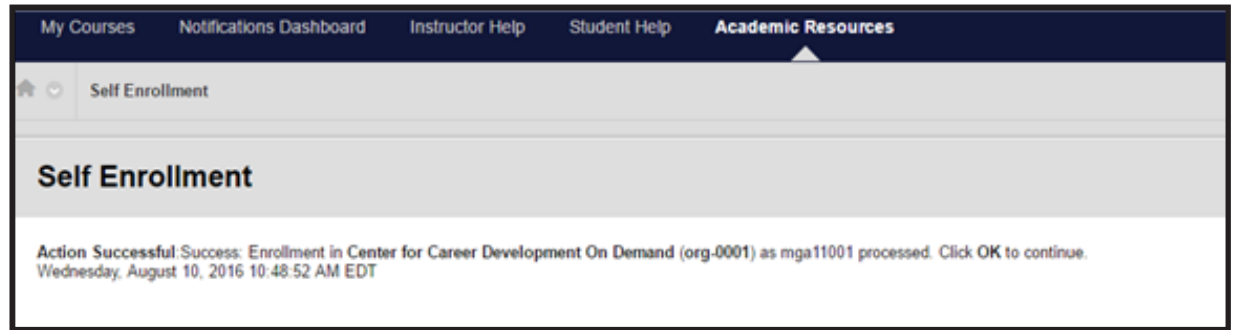 My Courses Notifications Dashboard Instructor Help Student Help Academic Resources
Self Enrollment
Self Enrollment
Action Successful:Success: Enrollment in Center for Career Development On Demand (org-0001) as mga11001 processed. Click OK to continue.
Wednesday, August 10, 2016 10:48:52 AM EDT